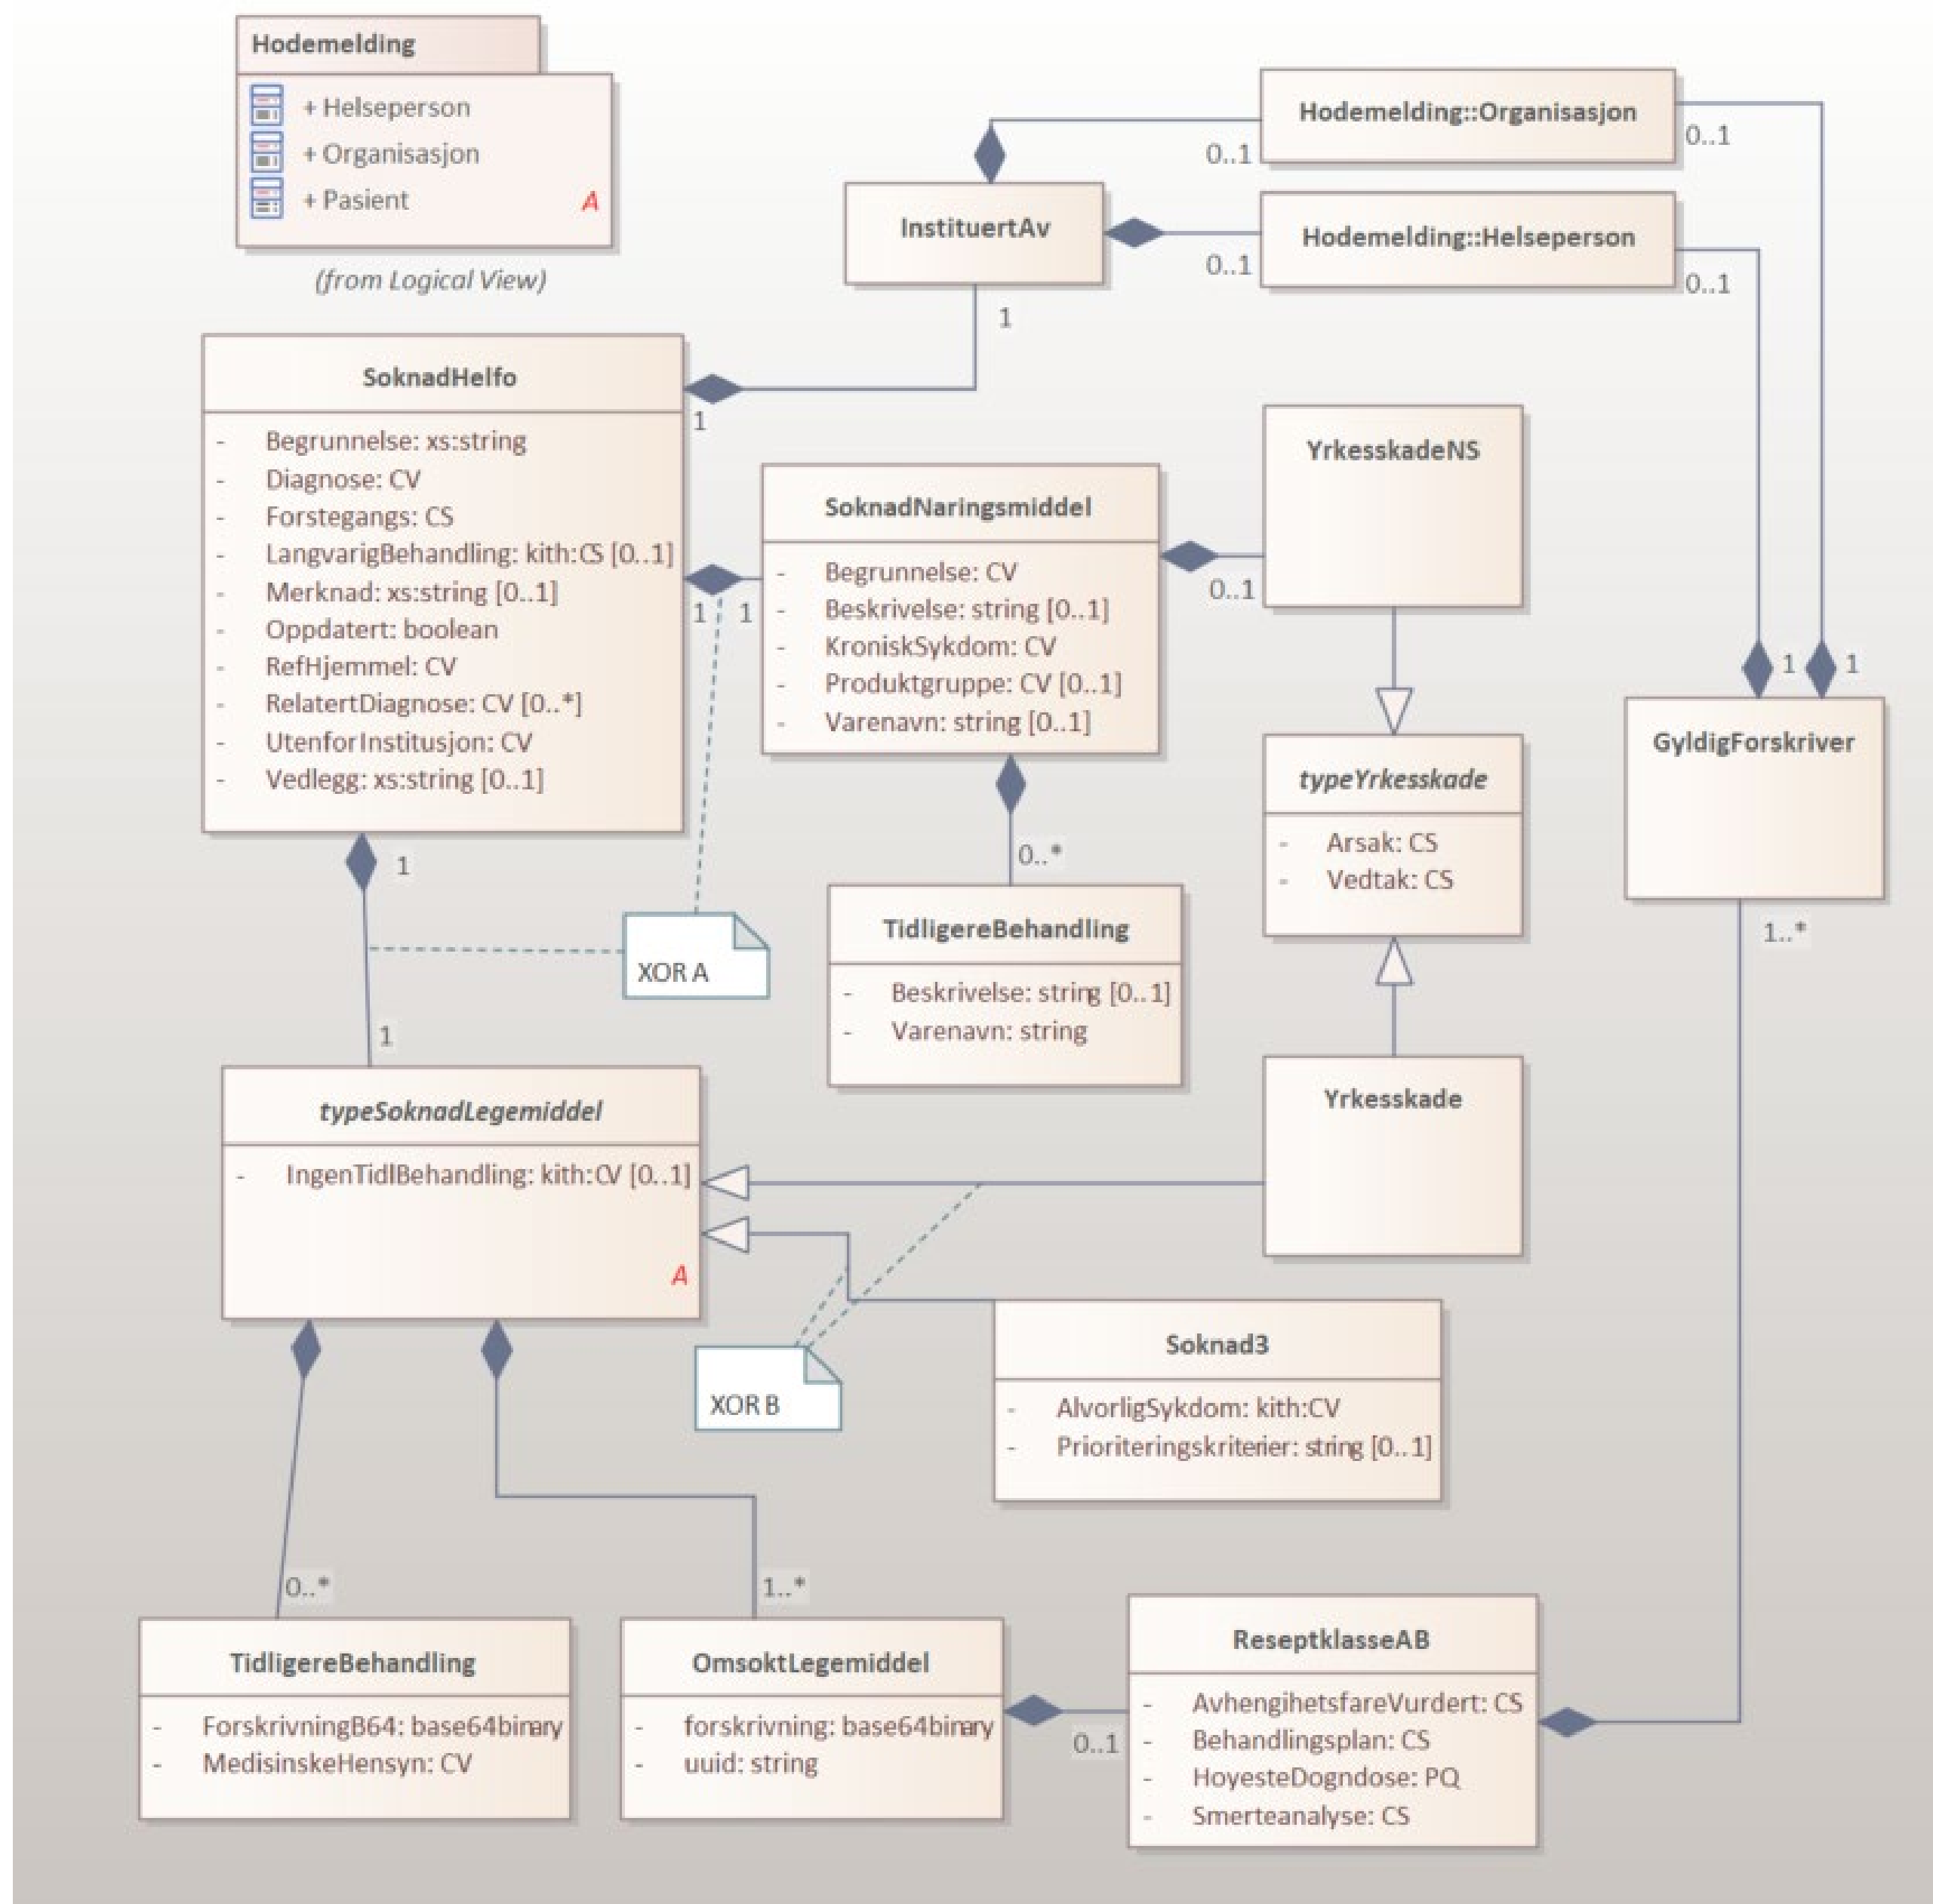 Hodemelding
+ Helseperson
+ Organisasjon
+ Pasient
A
(from Logical View)
Hodemelding::Organisasjon
0..1
0..1
InstituertAv
Hodemelding::Helseperson
0..1
0..1
1
SoknadHelfo
- Begrunnelse: xs:string
- Diagnose: CV
- Forstegangs: CS
- LangvarigBehandling: kith:CS [0..1]
- Merknad: xs:string [0..1]
- Oppdatert: boolean
- RefHjemmel: CV
- RelatertDiagnose: CV [0..*]
- UtenforInstitusjon: CV
- Vedlegg: xs:string [0..1]
1
1
1
SoknadNaringsmiddel
- Begrunnelse: CV
- Beskrivelse: string [0..1]
- KroniskSykdom: CV
- Produktgruppe: CV [0..1]
- Varenavn: string [0..1]
0..1
YrkesskadeNS
1
1
GyldigForskriver
1..*
typeYrkesskade
- Arsak: CS
- Vedtak: CS
0..*
TidligereBehandling
- Beskrivelse: string [0..1]
- Varenavn: string
1
XOR A
1
typeSoknadLegemiddel
- IngenTidlBehandling: kith:CV [0..1]
A
Yrkesskade
XOR B
Soknad3
- AlvorligSykdom: kith:CV
- Prioriteringskriterier: string [0..1]
0..*
1..*
TidligereBehandling
- ForskrivningB64: base64binary
- MedisinskeHensyn: CV
OmsoktLegemiddel
- forskrivning: base64binary
- uuid: string
0..1
ReseptklasseAB
- AvhengihetsfareVurdert: CS
- Behandlingsplan: CS
- HoyesteDogndose: PQ
- Smerteanalyse: CS